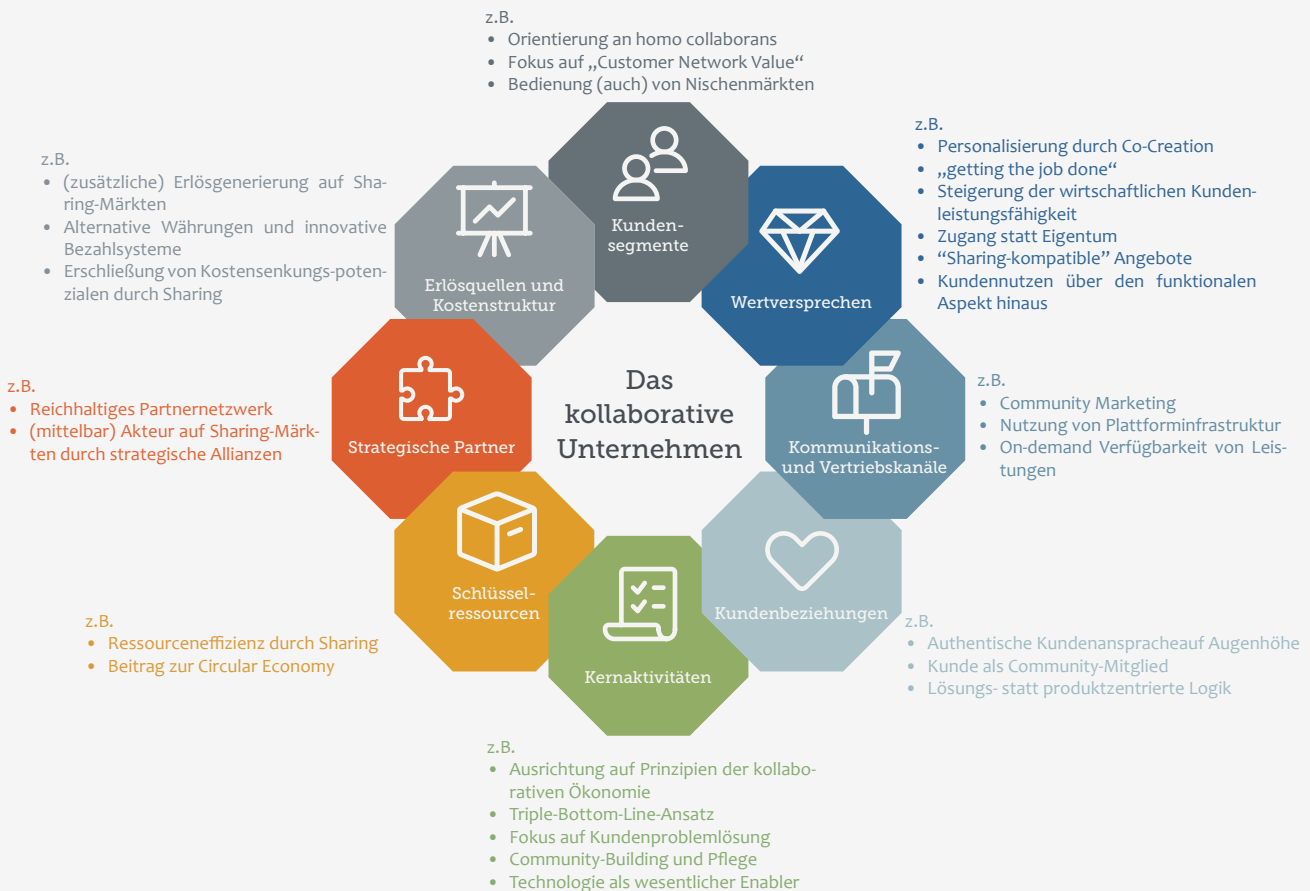 z.B.
• Orientierung an homo collaborans
• Fokus auf „Customer Network Value“
• Bedienung (auch) von Nischenmärkten
Kunden-
segmente
z.B.
• Personalisierung durch Co-Creation
• „getting the job done“
• Steigerung der wirtschaftlichen Kunden-
leistungsfähigkeit
• Zugang statt Eigentum
• “Sharing-kompatible” Angebote
• Kundennutzen über den funktionalen
Aspekt hinaus
Wertversprechen
z.B.
• Community Marketing
• Nutzung von Plattforminfrastruktur
• On-demand Verfügbarkeit von Leis-
tungen
Kommunikations-
und Vertriebskanäle
z.B.
• Authentische Kundenanspracheauf Augenhöhe
• Kunde als Community-Mitglied
• Lösungs- statt produktzentrierte Logik
Kundenbeziehungen
z.B.
• Ausrichtung auf Prinzipien der kollabo-
rativen Ökonomie
• Triple-Bottom-Line-Ansatz
• Fokus auf Kundenproblemlösung
• Community-Building und Pflege
• Technologie als wesentlicher Enabler
Kernaktivitäten
z.B.
• Ressourceneffizienz durch Sharing
• Beitrag zur Circular Economy
Schlüssel-
ressourcen
z.B.
• Reichhaltiges Partnernetzwerk
• (mittelbar) Akteur auf Sharing-Märk-
ten durch strategische Allianzen
Strategische Partner
z.B.
• (zusätzliche) Erlösgenerierung auf Sha-
ring-Märkten
• Alternative Währungen und innovative
Bezahlsysteme
• Erschließung von Kostensenkungs-poten-
zialen durch Sharing
Erlösquellen und
Kostenstruktur
Das
kollaborative
Unternehmen